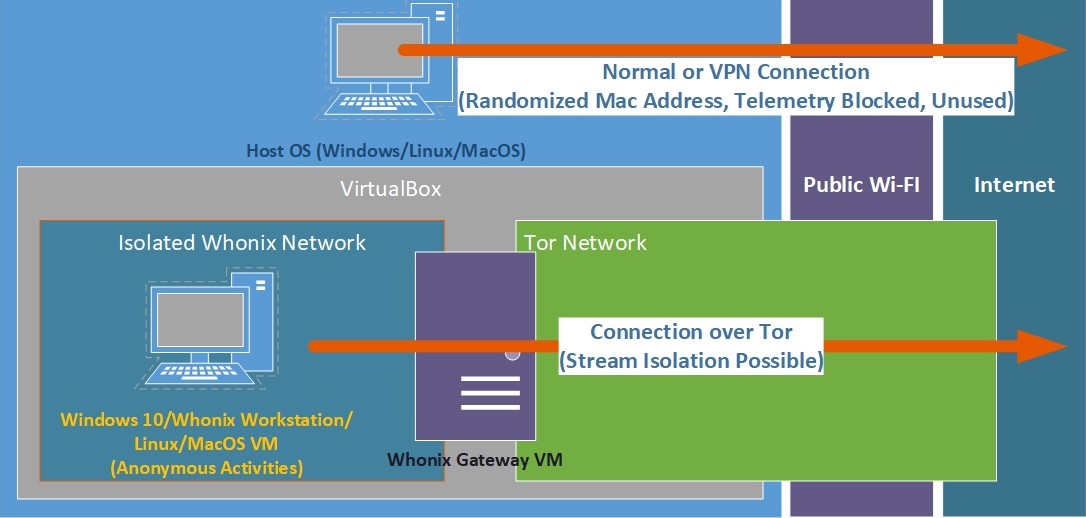 Normal or VPN Connection
(Randomized Mac Address, Telemetry Blocked, Unused)
Host OS (Windows/Linux/MacOS)
VirtualBox
Public Wi-FI
Internet
Isolated Whonix Network
Tor Network
Connection over Tor
(Stream Isolation Possible)
Windows 10/Whonix Workstation/
Linux/MacOS VM
(Anonymous Activities)
Whonix Gateway VM